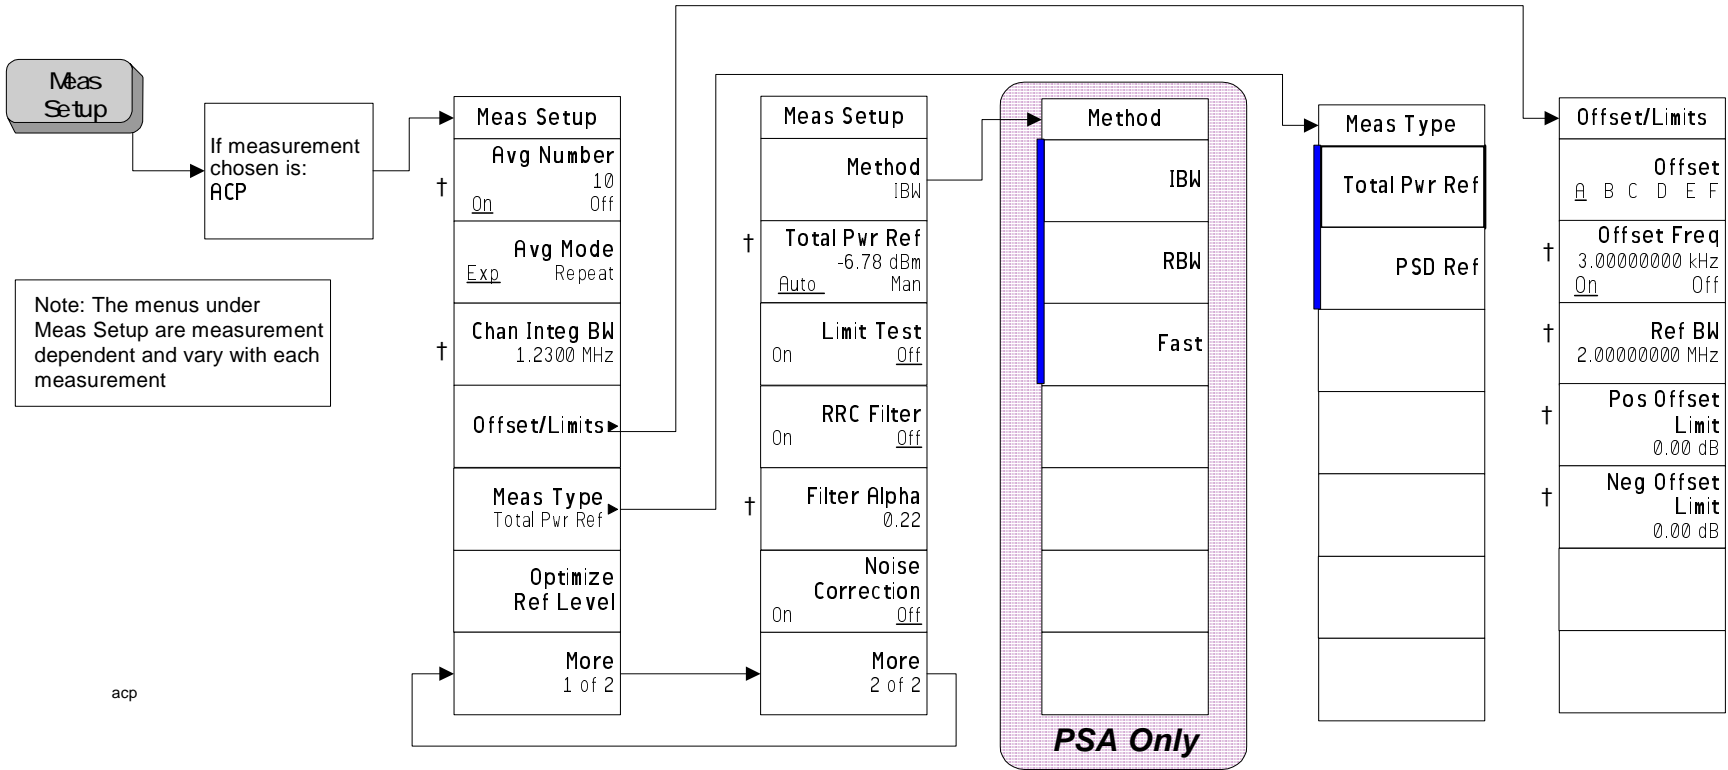 Meas
Setup
If measurement
chosen is:
ACP
Note: The menus under
Meas Setup are measurement
dependent and vary with each
measurement
acp
Meas Setup
Avg Number
† 10
On Off
Avg Mode
Exp Repeat
Chan Integ BW
† 1.2300 MHz
Offset/Limits
Meas Type
Total Pwr Ref
Optimize
Ref Level
More
1 of 2
Meas Setup
Method
IBW
† Total Pwr Ref
-6.78 dBm
Auto Man
Limit Test
On Off
RRC Filter
On Off
† Filter Alpha
0.22
Noise
Correction
On Off
More
2 of 2
Method
IBW
RBW
Fast
PSA Only
Meas Type
Total Pwr Ref
PSD Ref
Offset/Limits
Offset
A B C D E F
† Offset Freq
3.00000000 kHz
On Off
† Ref BW
2.00000000 MHz
† Pos Offset
Limit
0.00 dB
† Neg Offset
Limit
0.00 dB